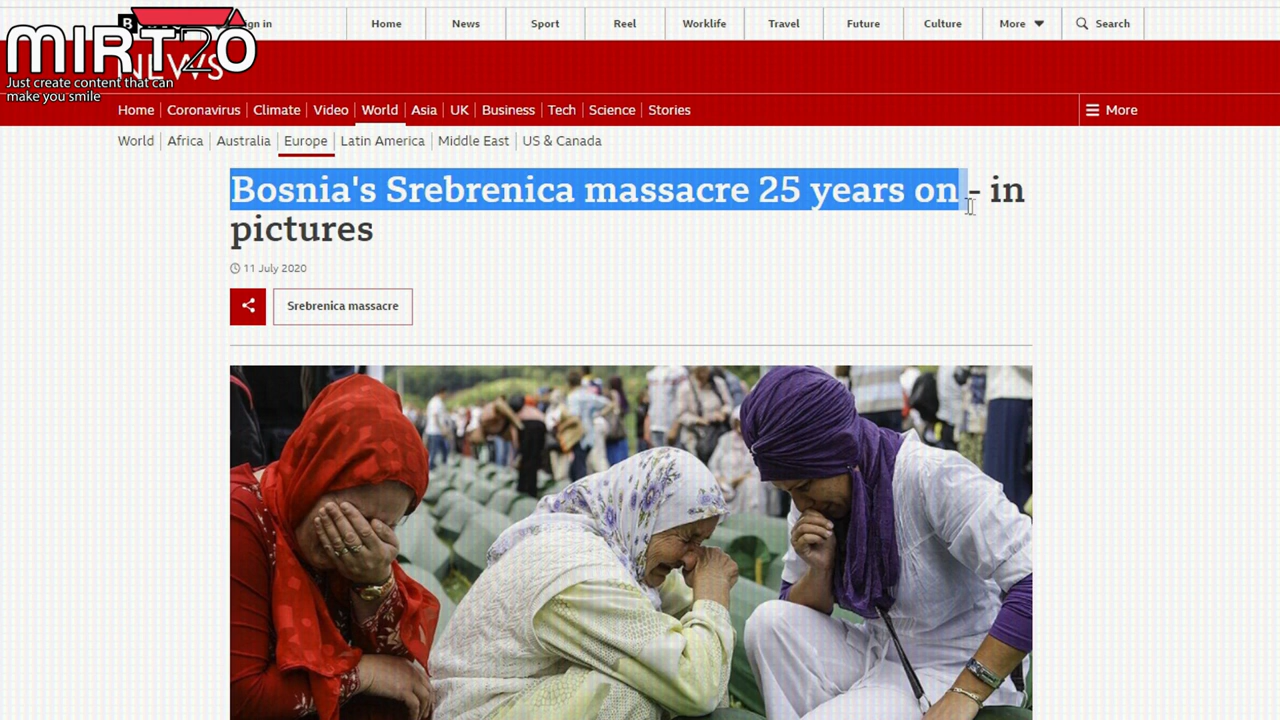 sign in
Home
News
Sport
Reel
Worklife
Travel
Future
Culture
More
Search
MIRT20
Just create content that can
make you smile
NEWS
Home
Coronavirus
Climate
Video
World
Asia
UK
Business
Tech
Science
Stories
More
World
Africa
Australia
Europe
Latin America
Middle East
US & Canada
Bosnia's Srebrenica massacre 25 years on - in
pictures
11 July 2020
Srebrenica massacre